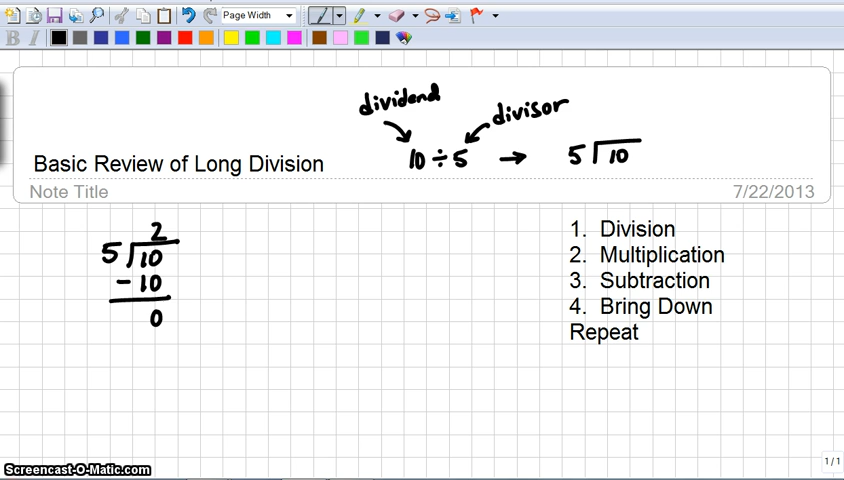 Page Width
B I
dividend
divisor
10 ÷ 5 → 5 10
Basic Review of Long Division
Note Title
7/22/2013
2
5 10
- 10
0
1. Division
2. Multiplication
3. Subtraction
4. Bring Down
Repeat
1 / 1
Screencast-O-Matic.com